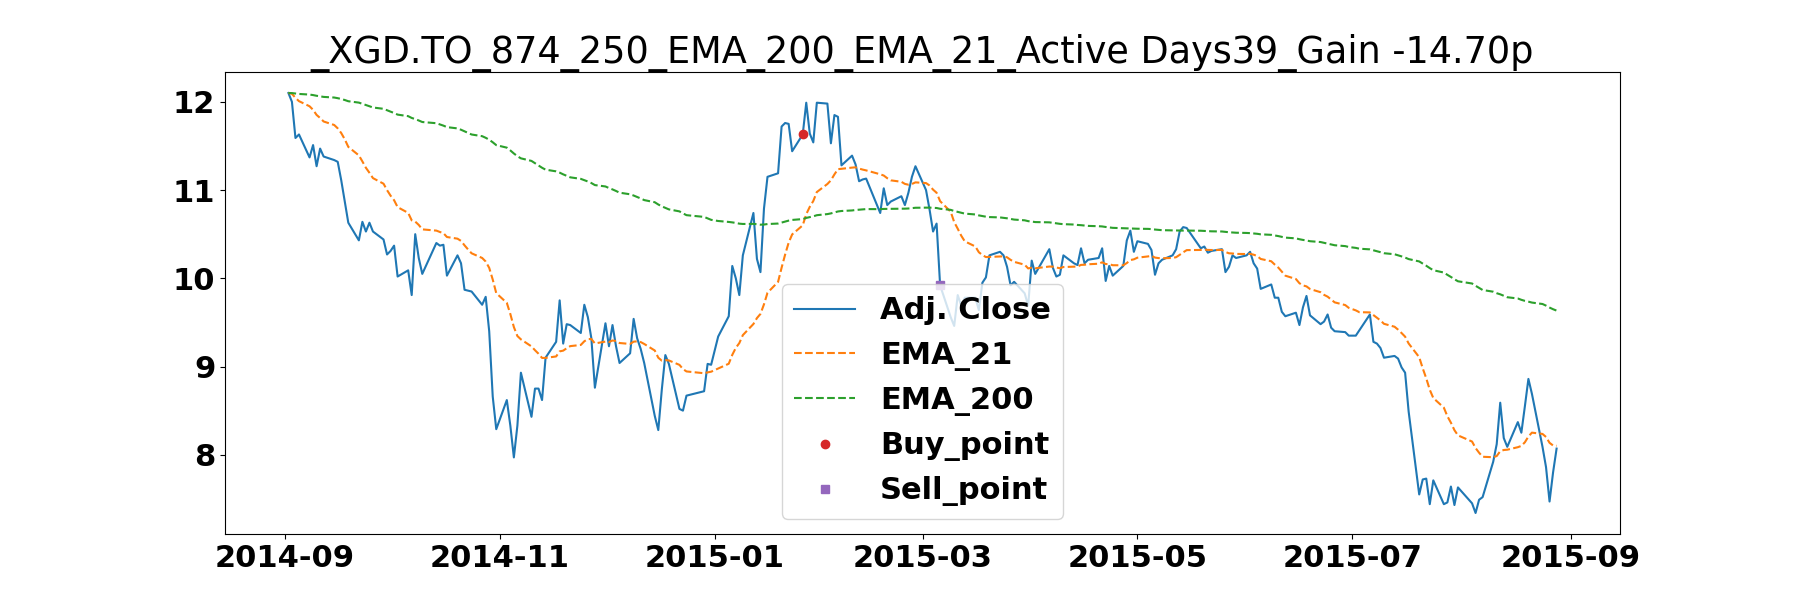 _XGD.TO_874_250_EMA_200_EMA_21_Active Days39_Gain -14.70p
12
11
10
9
8
Adj. Close
EMA_21
EMA_200
Buy_point
Sell_point
2014-09 2014-11 2015-01 2015-03 2015-05 2015-07 2015-09